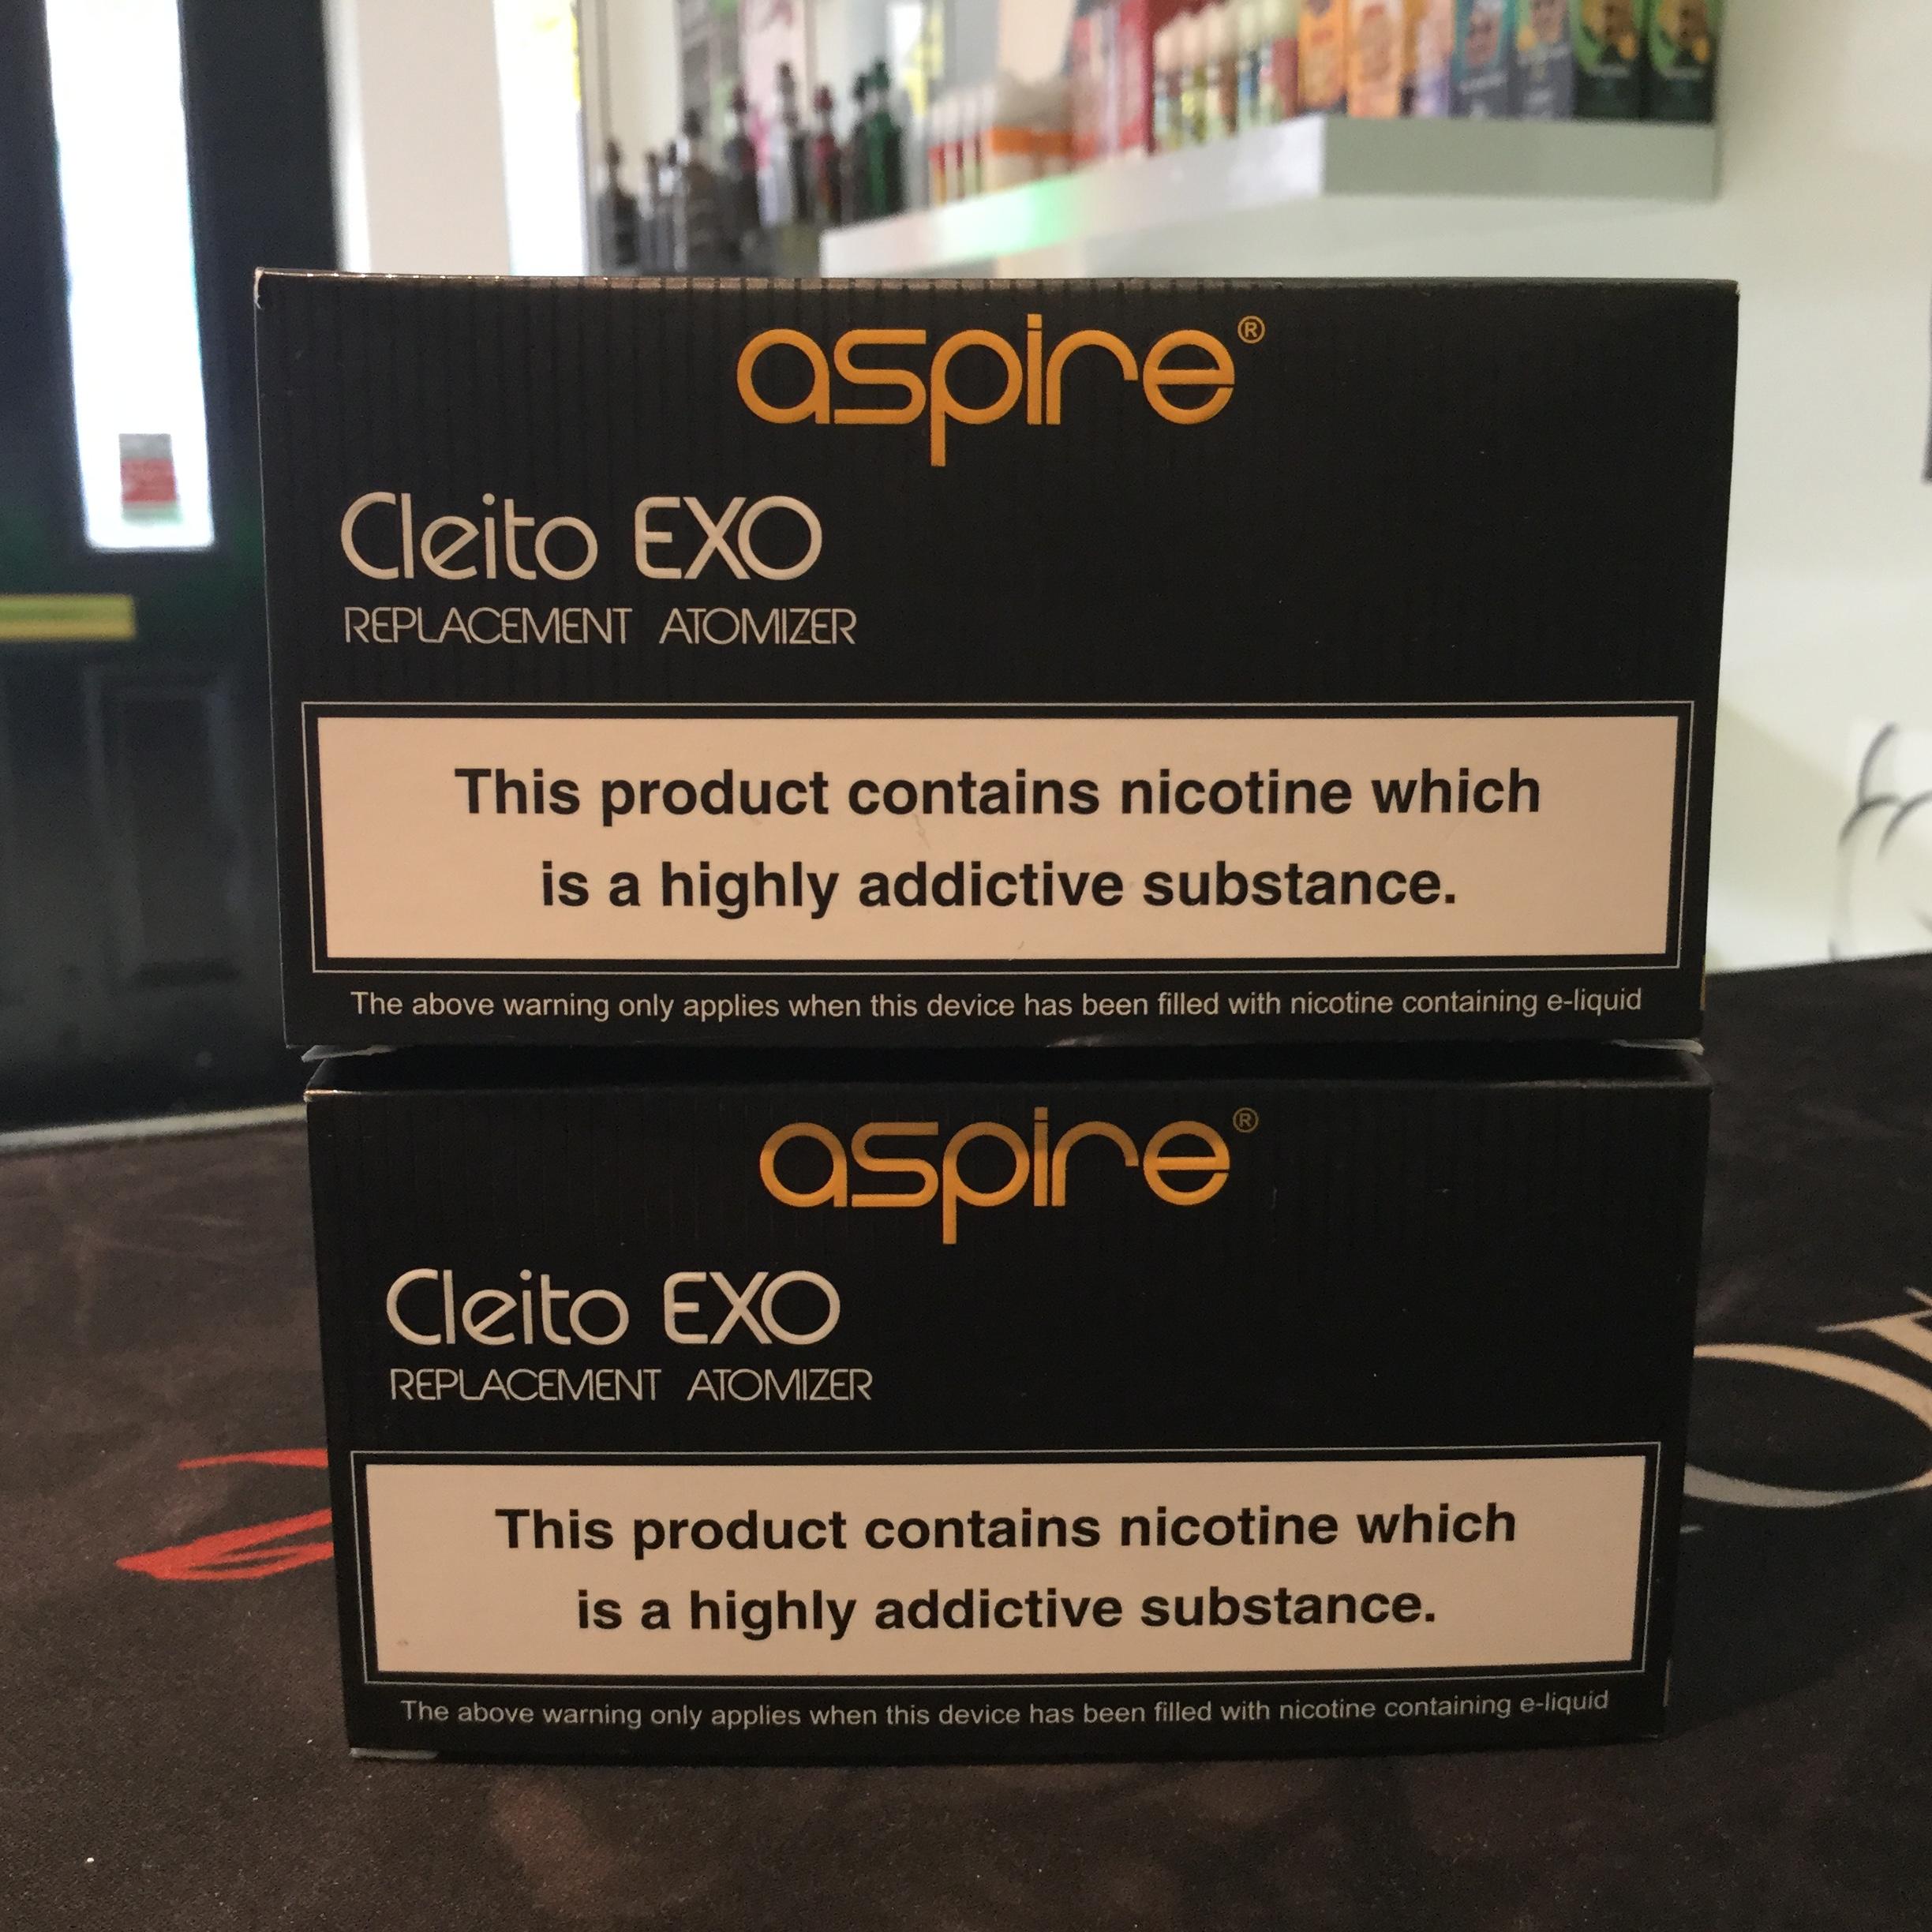 aspire®
Cleito EXO
REPLACEMENT ATOMIZER
This product contains nicotine which
is a highly addictive substance.
The above warning only applies when this device has been filled with nicotine containing e-liquid
aspire®
Cleito EXO
REPLACEMENT ATOMIZER
This product contains nicotine which
is a highly addictive substance.
The above warning only applies when this device has been filled with nicotine containing e-liquid